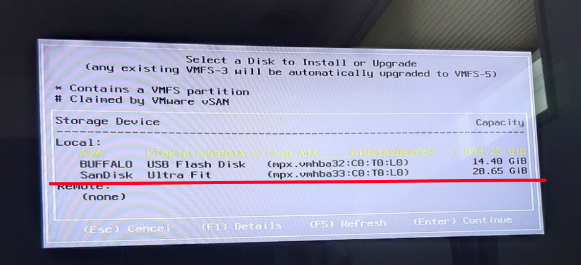 Select a Disk to Install or Upgrade
(any existing VMFS-3 will be automatically upgraded to VMFS-5)
* Contains a VMFS partition
# Claimed by VMware vSAN
Storage Device Capacity
Local:
ATA
BUFFALO USB Flash Disk (mpx.vmhba32:C0:T0:L0) 14.40 GiB
SanDisk Ultra Fit (mpx.vmhba33:C0:T0:L0) 28.65 GiB
Remote:
(none)
(Esc) Cancel (F1) Details (F5) Refresh (Enter) Continue